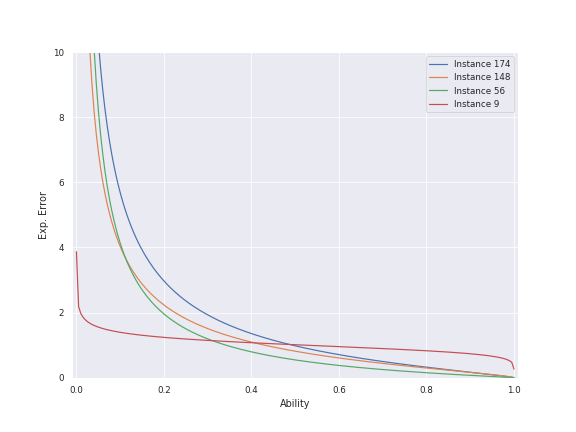 10
8
6
4
2
0
Exp. Error
0.0 0.2 0.4 0.6 0.8 1.0
Ability
Instance 174
Instance 148
Instance 56
Instance 9